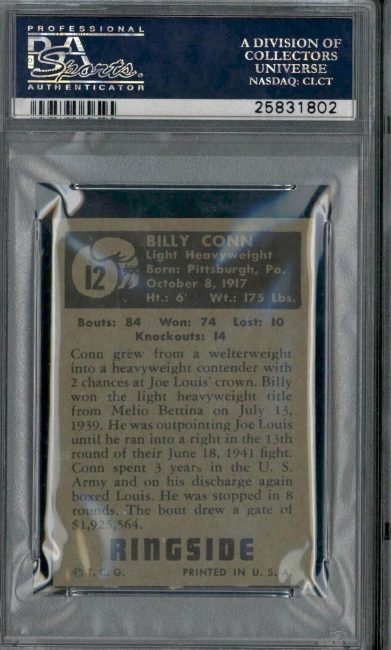 PROFESSIONAL
PSA
Sports
AUTHENTICATOR
A DIVISION OF
COLLECTORS
UNIVERSE
NASDAQ: CLCT
25831802
12
BILLY CONN
Light Heavyweight
Born: Pittsburgh, Pa.
October 8, 1917
Ht.: 6' Wt.: 175 Lbs.
Bouts: 84 Won: 74 Lost: 10
Knockouts: 14
Conn grew from a welterweight
into a heavyweight contender with
2 chances at Joe Louis' crown. Billy
won the light heavyweight title
from Melio Bettina on July 13,
1939. He was outpointing Joe Louis
until he ran into a right in the 13th
round of their June 18, 1941 fight.
Conn spent 3 years in the U. S.
Army and on his discharge again
boxed Louis. He was stopped in 8
rounds. The bout drew a gate of
$1,925,564.
RINGSIDE
© T. C. G. PRINTED IN U. S. A.